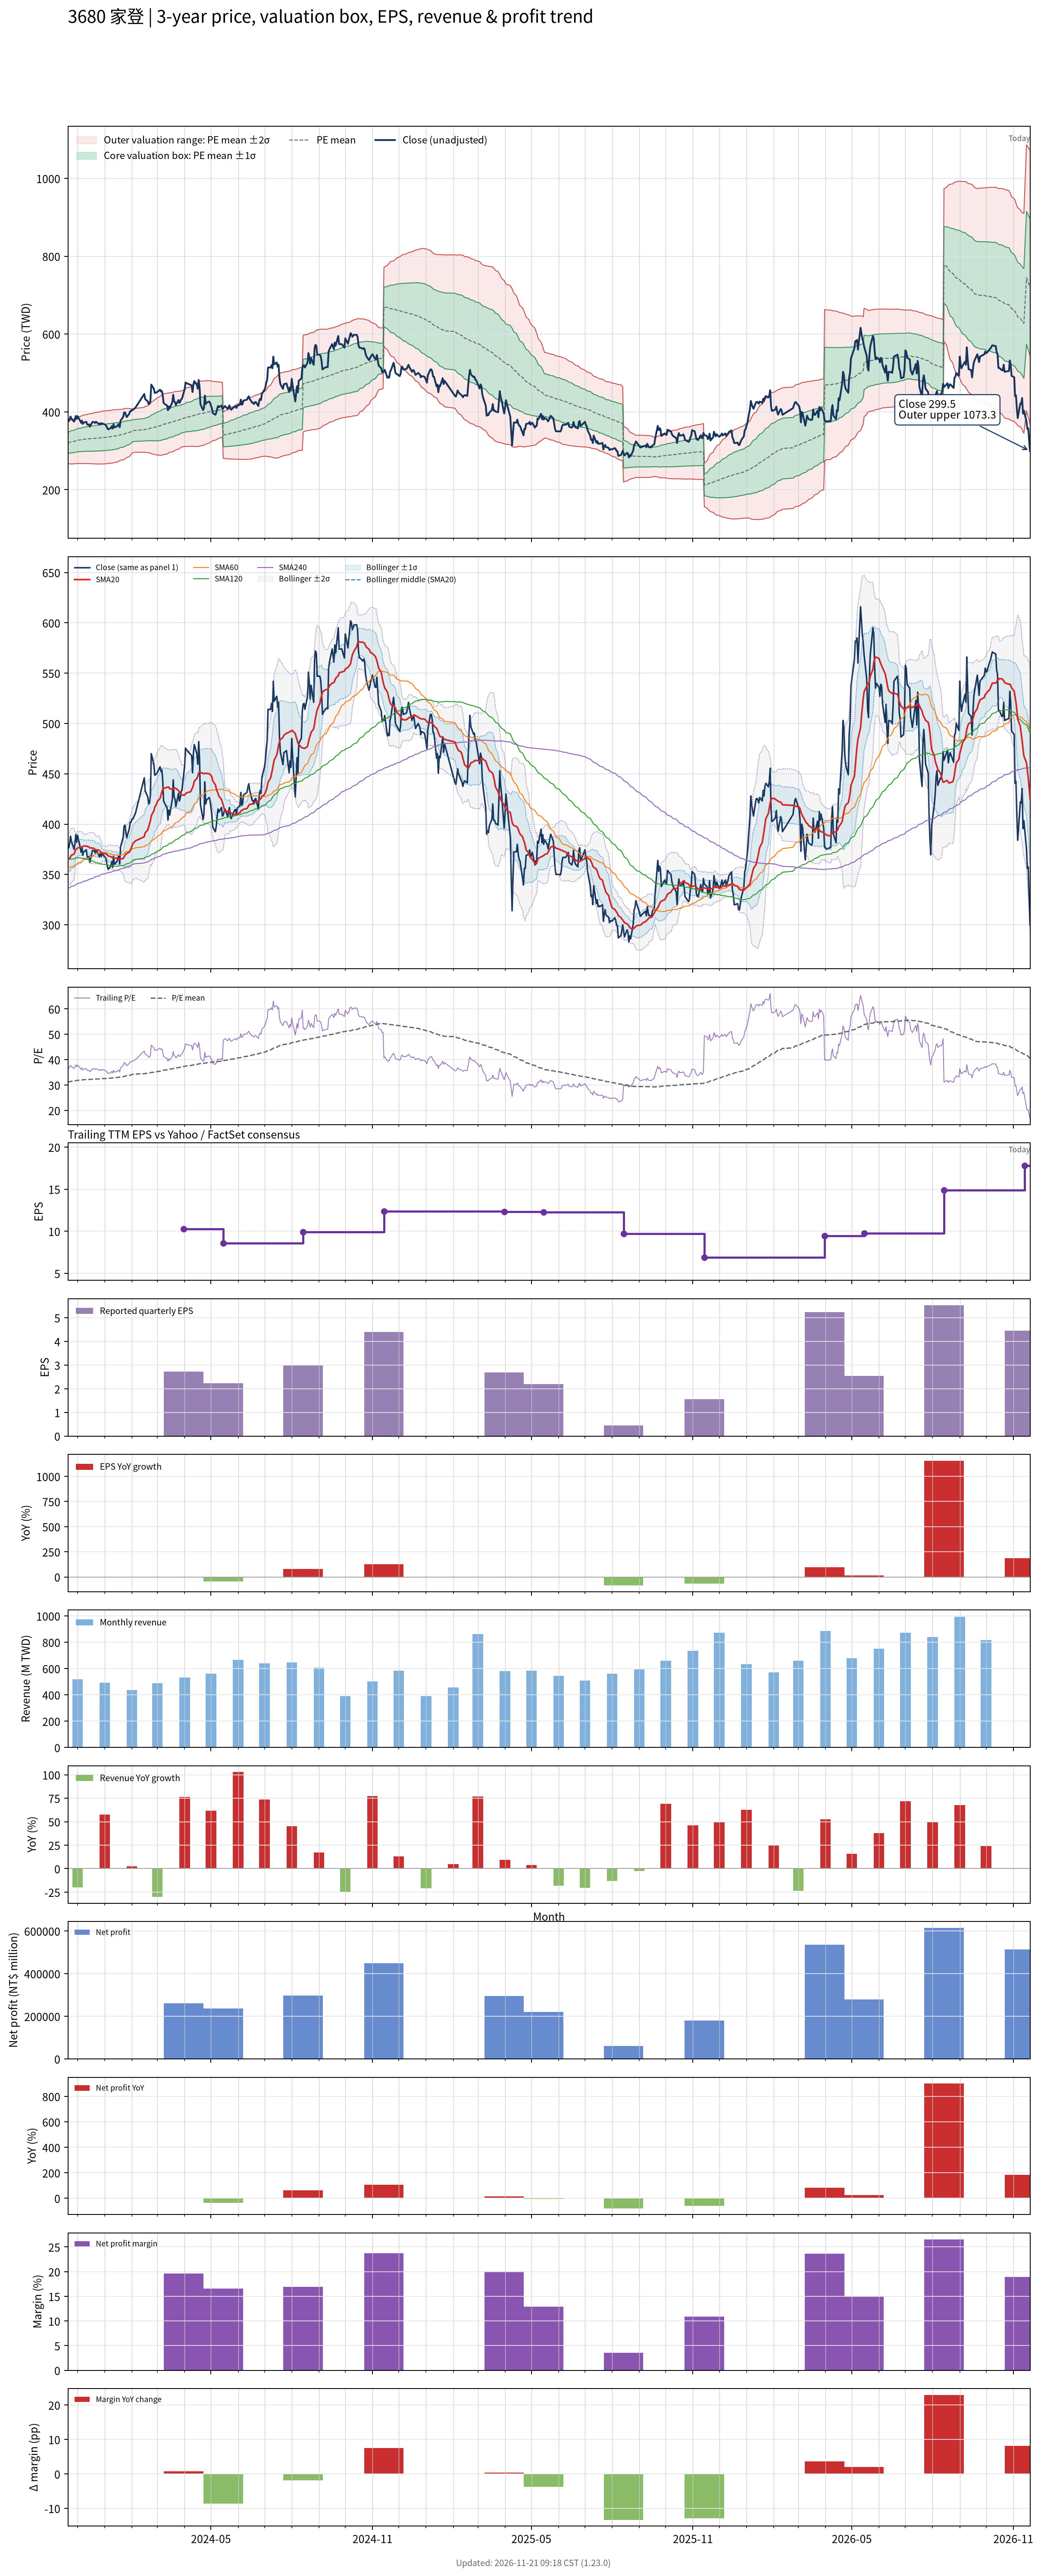 3680 家登 | 3-year price, valuation box, EPS, revenue & profit trend
Outer valuation range: PE mean ±2σ
Core valuation box: PE mean ±1σ
PE mean
Close (unadjusted)
Today
Price (TWD)
1000
800
600
400
200
Close 299.5
Outer upper 1073.3
Close (same as panel 1)
SMA20
SMA60
SMA120
SMA240
Bollinger ±2σ
Bollinger ±1σ
Bollinger middle (SMA20)
Price
650
600
550
500
450
400
350
300
Trailing P/E
P/E mean
P/E
60
50
40
30
20
Trailing TTM EPS vs Yahoo / FactSet consensus
Today
EPS
20
15
10
5
Reported quarterly EPS
EPS
5
4
3
2
1
0
EPS YoY growth
YoY (%)
1000
750
500
250
0
Monthly revenue
Revenue (M TWD)
1000
800
600
400
200
0
Revenue YoY growth
YoY (%)
100
75
50
25
0
-25
Month
Net profit
Net profit (NT$ million)
600000
400000
200000
0
Net profit YoY
YoY (%)
800
600
400
200
0
Net profit margin
Margin (%)
25
20
15
10
5
0
Margin YoY change
Δ margin (pp)
20
10
0
-10
2024-05
2024-11
2025-05
2025-11
2026-05
2026-11
Updated: 2026-11-21 09:18 CST (1.23.0)